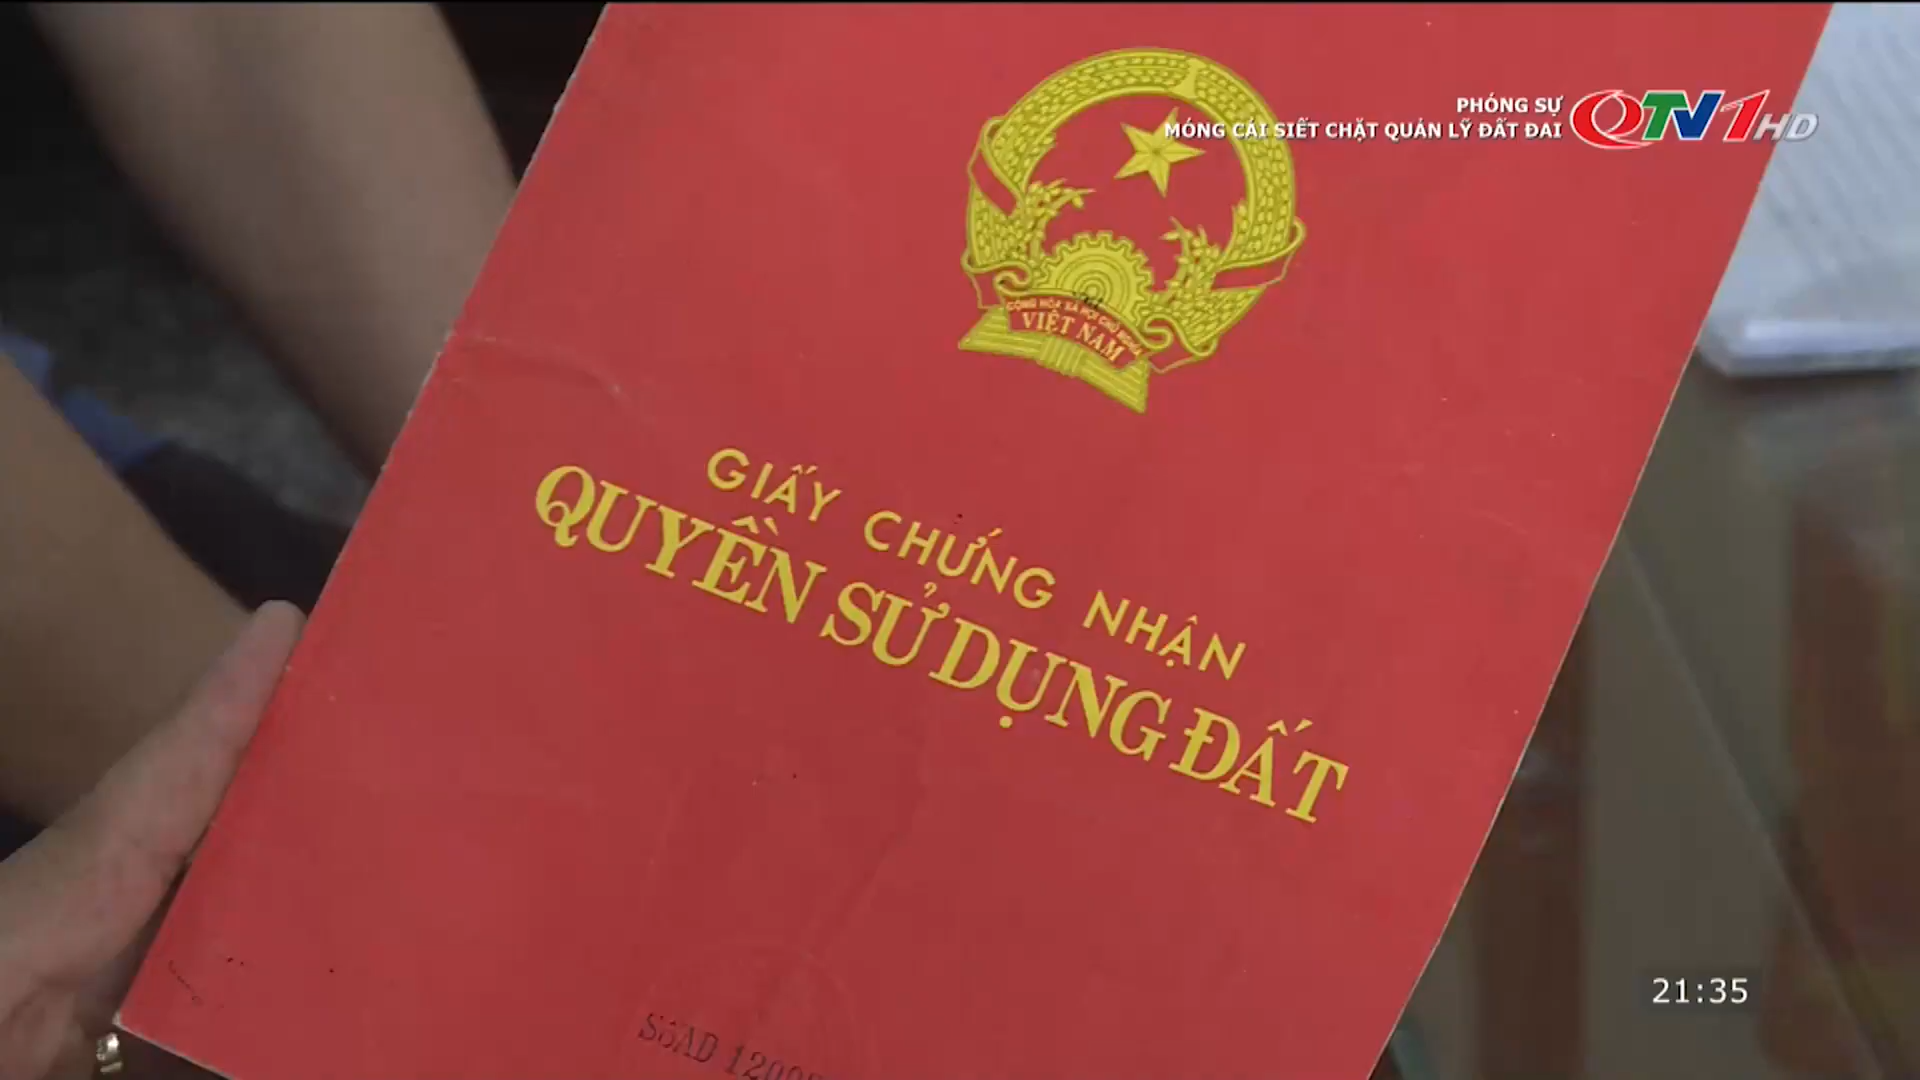 PHÓNG SỰ
MÓNG CÁI SIẾT CHẶT QUẢN LÝ ĐẤT ĐAI
QTV1HD
CỘNG HÒA XÃ HỘI CHỦ NGHĨA
VIỆT NAM
GIẤY CHỨNG NHẬN
QUYỀN SỬ DỤNG ĐẤT
21:35
SốAD